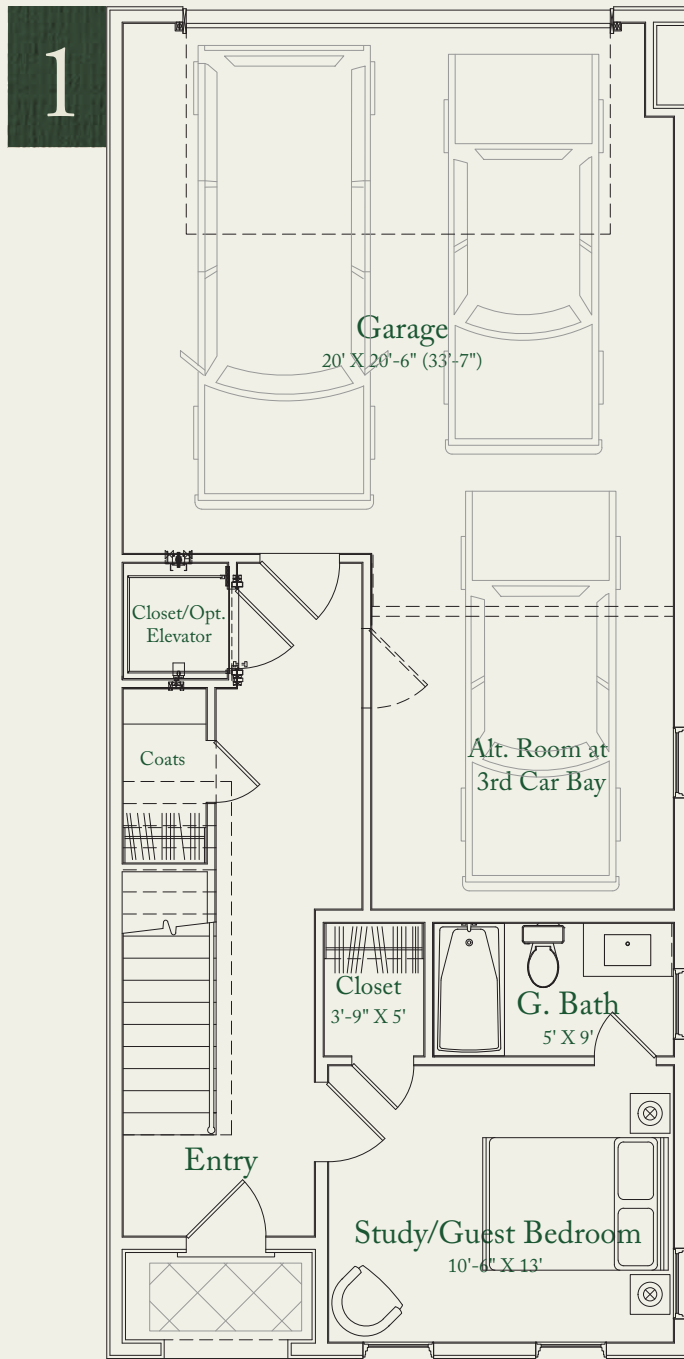 1
Garage
20' X 20'-6" (33'-7")
Closet/Opt.
Elevator
Coats
Alt. Room at
3rd Car Bay
Closet
3'-9" X 5'
G. Bath
5' X 9'
Entry
Study/Guest Bedroom
10'-6" X 13'